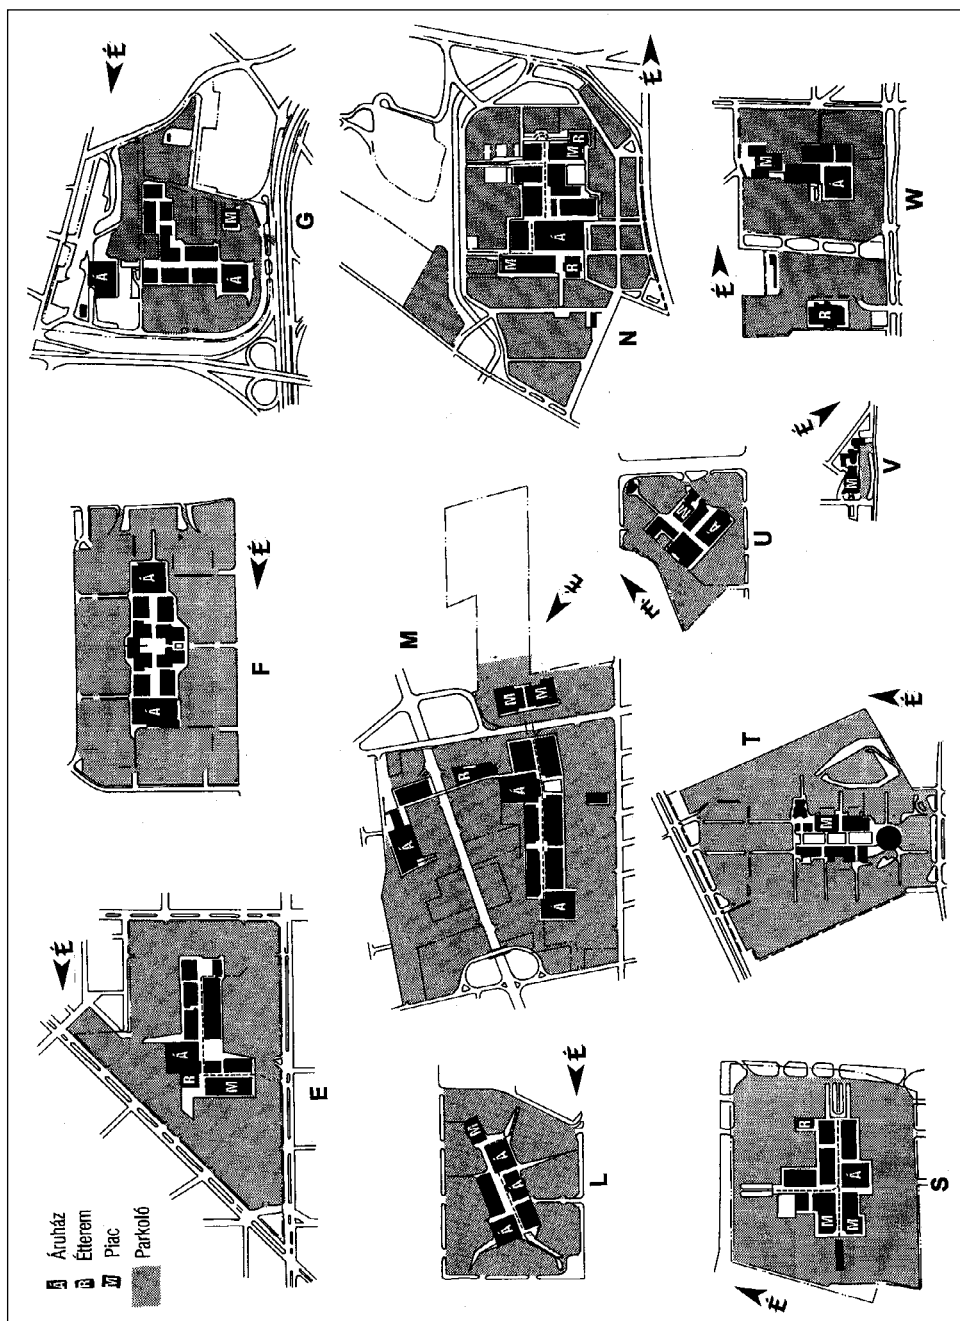 Á Áruház
R Étterem
M Piac
Parkoló
E
É
Á
R
M
F
É
Á
Á
G
É
Á
Á
M
L
É
M
Á
Á
Á
M
É
Á
R
Á
Á
M
M
N
É
M
Á
R
M
R
S
É
R
M
Á
M
T
É
M
U
É
M
Á
V
É
M
W
É
M
Á
R